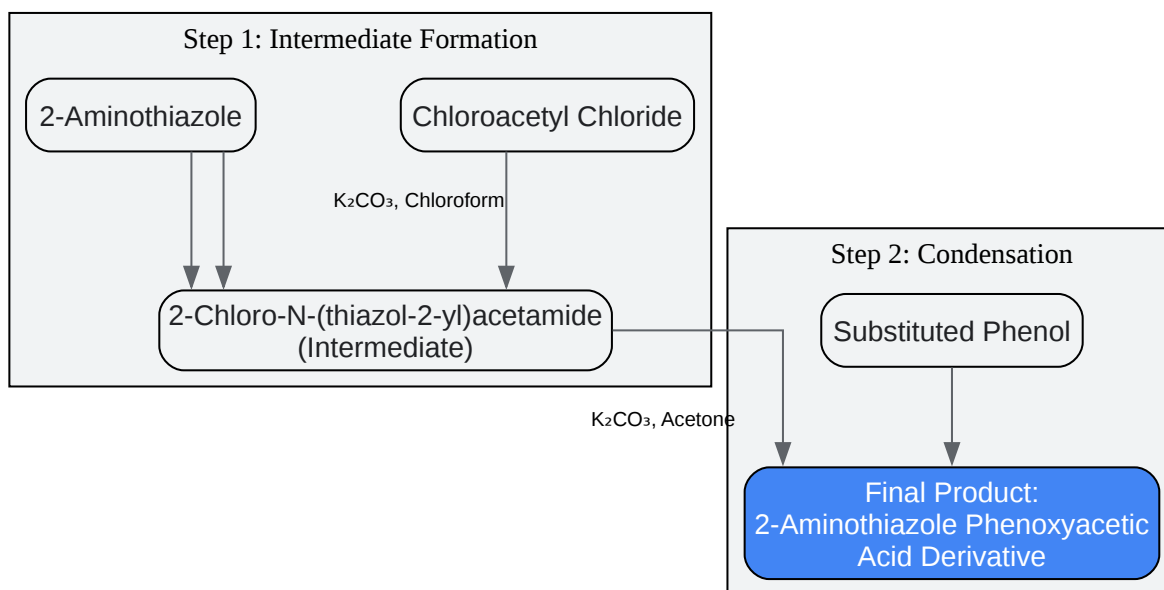 Step 1: Intermediate Formation
2-Aminothiazole
Chloroacetyl Chloride
K₂CO₃, Chloroform
2-Chloro-N-(thiazol-2-yl)acetamide
(Intermediate)
Step 2: Condensation
Substituted Phenol
K₂CO₃, Acetone
Final Product:
2-Aminothiazole Phenoxyacetic
Acid Derivative